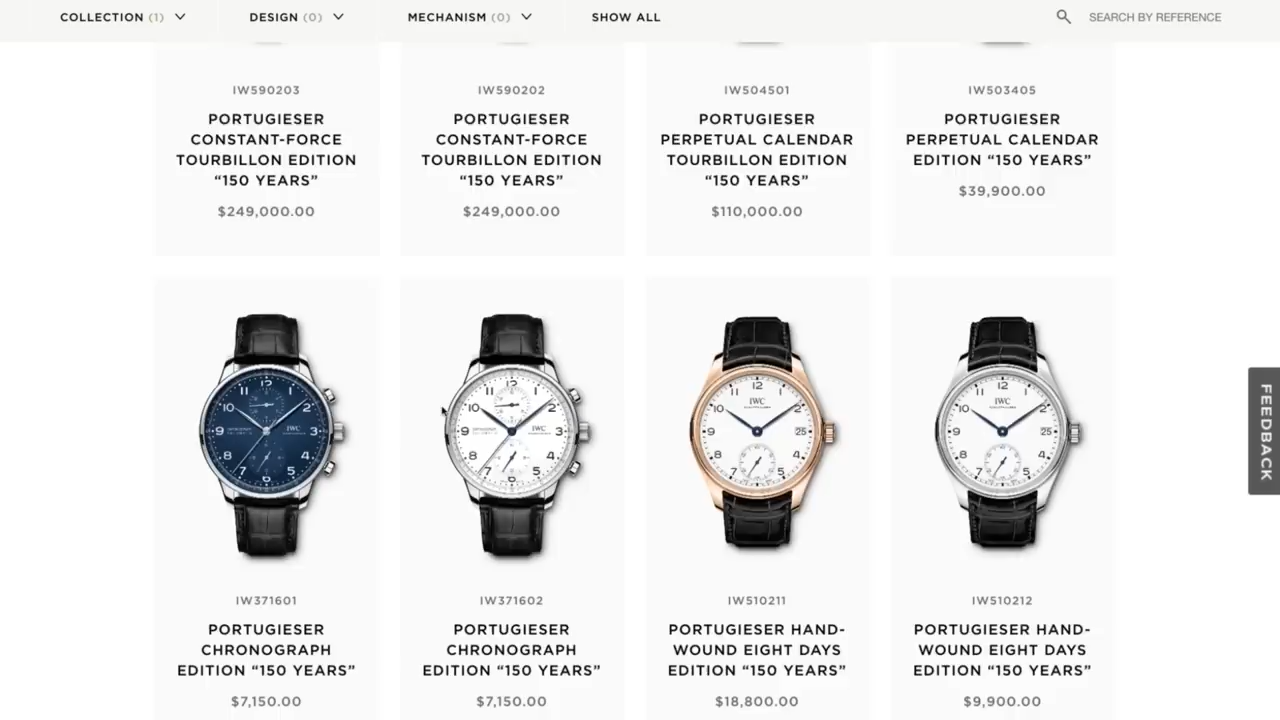 COLLECTION (1) DESIGN (0) MECHANISM (0) SHOW ALL SEARCH BY REFERENCE
IW590203
PORTUGIESER
CONSTANT-FORCE
TOURBILLON EDITION
“150 YEARS”
$249,000.00
IW590202
PORTUGIESER
CONSTANT-FORCE
TOURBILLON EDITION
“150 YEARS”
$249,000.00
IW504501
PORTUGIESER
PERPETUAL CALENDAR
TOURBILLON EDITION
“150 YEARS”
$110,000.00
IW503405
PORTUGIESER
PERPETUAL CALENDAR
EDITION “150 YEARS”
$39,900.00
FEEDBACK
IW371601
PORTUGIESER
CHRONOGRAPH
EDITION “150 YEARS”
$7,150.00
IW371602
PORTUGIESER
CHRONOGRAPH
EDITION “150 YEARS”
$7,150.00
IW510211
PORTUGIESER HAND-
WOUND EIGHT DAYS
EDITION “150 YEARS”
$18,800.00
IW510212
PORTUGIESER HAND-
WOUND EIGHT DAYS
EDITION “150 YEARS”
$9,900.00